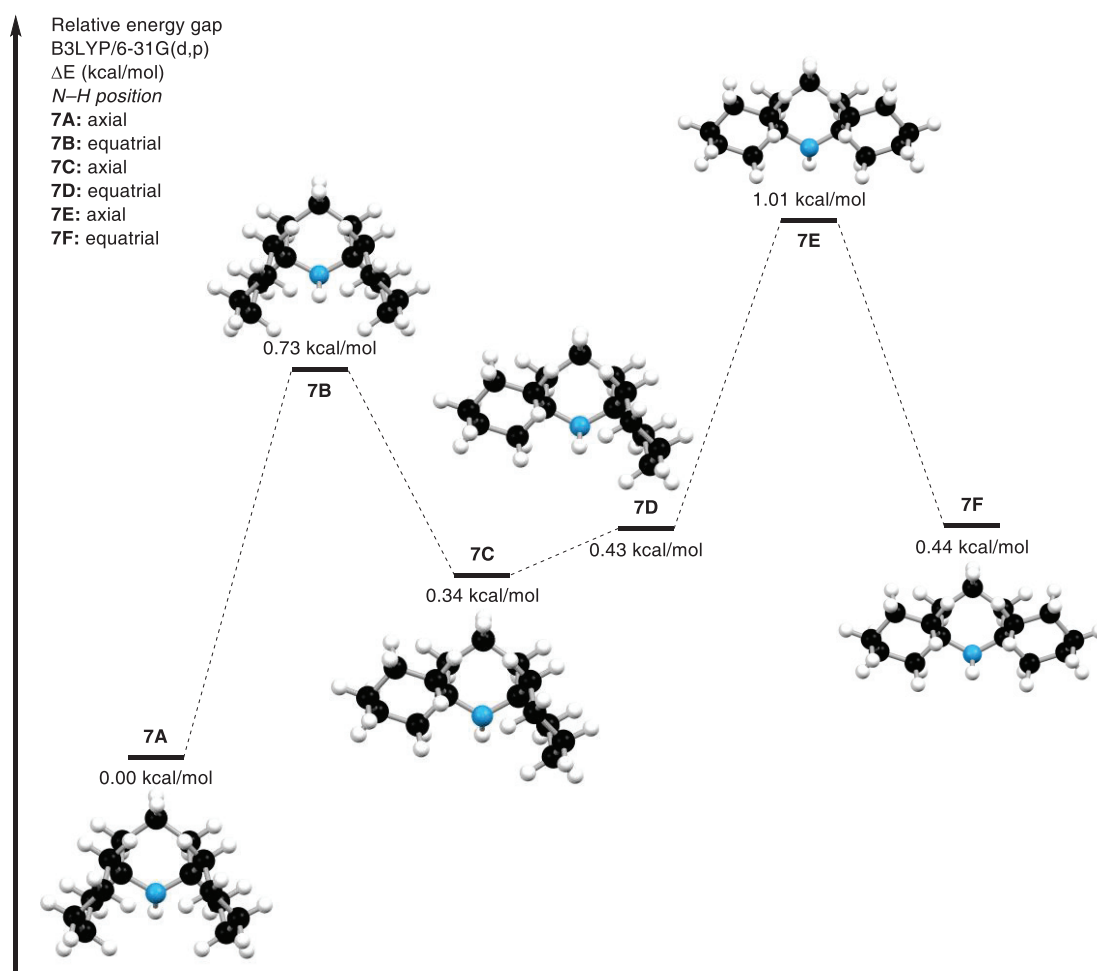 Relative energy gap
B3LYP/6-31G(d,p)
ΔE (kcal/mol)
N–H position
7A: axial
7B: equatrial
7C: axial
7D: equatrial
7E: axial
7F: equatrial
1.01 kcal/mol
7E
0.73 kcal/mol
7B
7D
0.43 kcal/mol
7F
0.44 kcal/mol
7C
0.34 kcal/mol
7A
0.00 kcal/mol